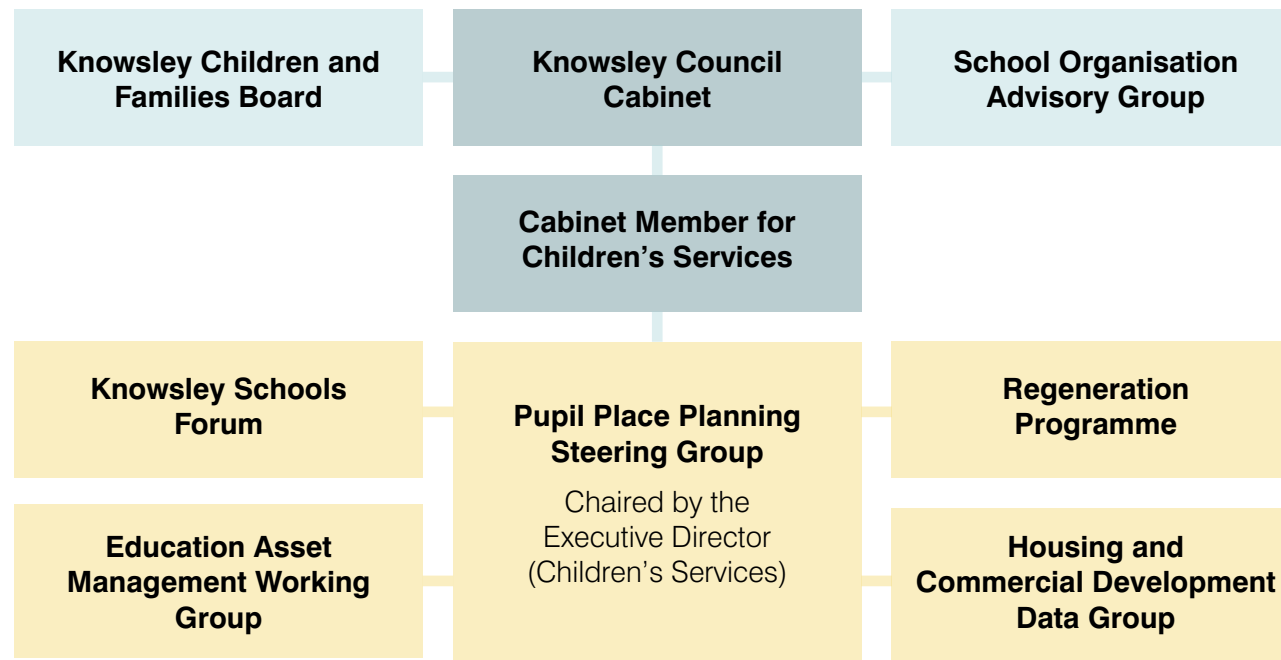 Knowsley Children and
Families Board
Knowsley Council
Cabinet
School Organisation
Advisory Group
Cabinet Member for
Children’s Services
Knowsley Schools
Forum
Pupil Place Planning
Steering Group
Chaired by the
Executive Director
(Children’s Services)
Regeneration
Programme
Education Asset
Management Working
Group
Housing and
Commercial Development
Data Group